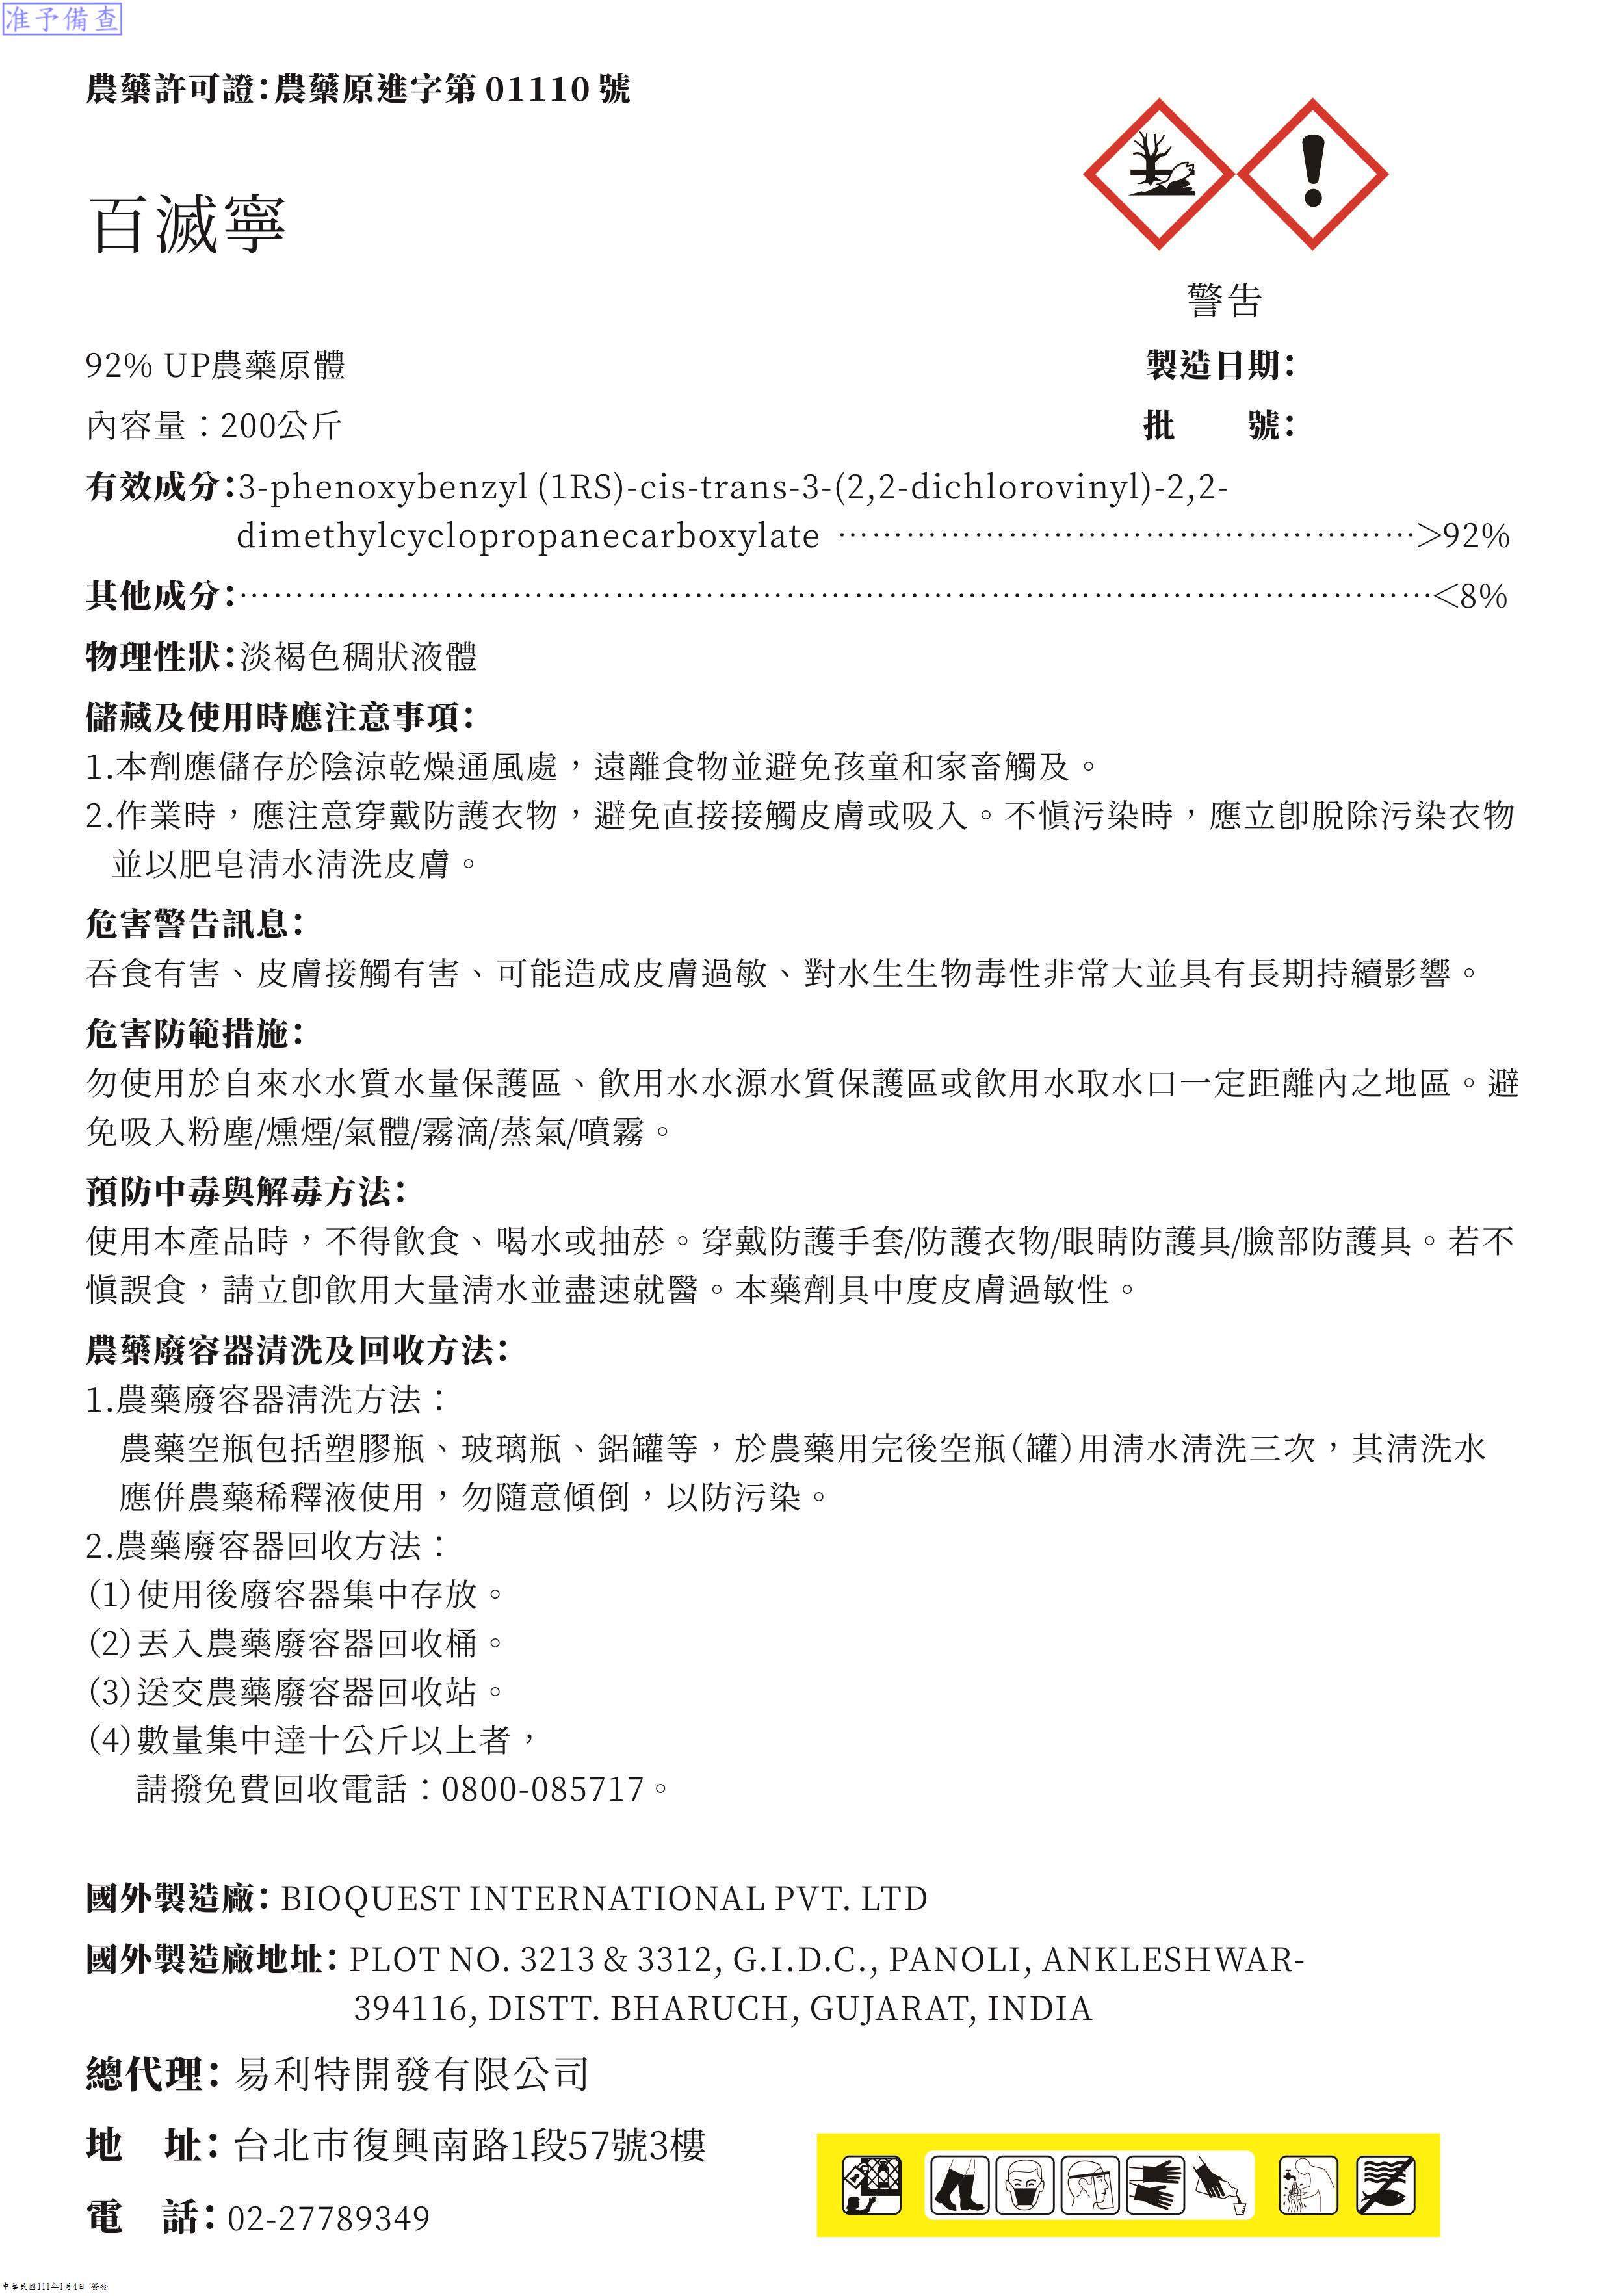 准予備查
農藥許可證：農藥原進字第 01110 號
百滅寧
警告
92% UP農藥原體
製造日期：
內容量：200公斤
批　　號：
有效成分：3-phenoxybenzyl (1RS)-cis-trans-3-(2,2-dichlorovinyl)-2,2-
dimethylcyclopropanecarboxylate ………………………………………………>92%
其他成分：…………………………………………………………………………………………………<8%
物理性狀：淡褐色稠狀液體
儲藏及使用時應注意事項：
1.本劑應儲存於陰涼乾燥通風處，遠離食物並避免孩童和家畜觸及。
2.作業時，應注意穿戴防護衣物，避免直接接觸皮膚或吸入。不慎污染時，應立即脫除污染衣物
並以肥皂清水清洗皮膚。
危害警告訊息：
吞食有害、皮膚接觸有害、可能造成皮膚過敏、對水生生物毒性非常大並具有長期持續影響。
危害防範措施：
勿使用於自來水水質水量保護區、飲用水水源水質保護區或飲用水取水口一定距離內之地區。避
免吸入粉塵/燻煙/氣體/霧滴/蒸氣/噴霧。
預防中毒與解毒方法：
使用本產品時，不得飲食、喝水或抽菸。穿戴防護手套/防護衣物/眼睛防護具/臉部防護具。若不
慎誤食，請立即飲用大量清水並盡速就醫。本藥劑具中度皮膚過敏性。
農藥廢容器清洗及回收方法：
1.農藥廢容器清洗方法：
農藥空瓶包括塑膠瓶、玻璃瓶、鋁罐等，於農藥用完後空瓶(罐)用清水清洗三次，其清洗水
應併農藥稀釋液使用，勿隨意傾倒，以防污染。
2.農藥廢容器回收方法：
(1)使用後廢容器集中存放。
(2)丟入農藥廢容器回收桶。
(3)送交農藥廢容器回收站。
(4)數量集中達十公斤以上者，
請撥免費回收電話：0800-085717。
國外製造廠：BIOQUEST INTERNATIONAL PVT. LTD
國外製造廠地址：PLOT NO. 3213 & 3312, G.I.D.C., PANOLI, ANKLESHWAR-
394116, DISTT. BHARUCH, GUJARAT, INDIA
總代理：易利特開發有限公司
地　址：台北市復興南路1段57號3樓
電　話：02-27789349
中華民國111年1月4日 簽發